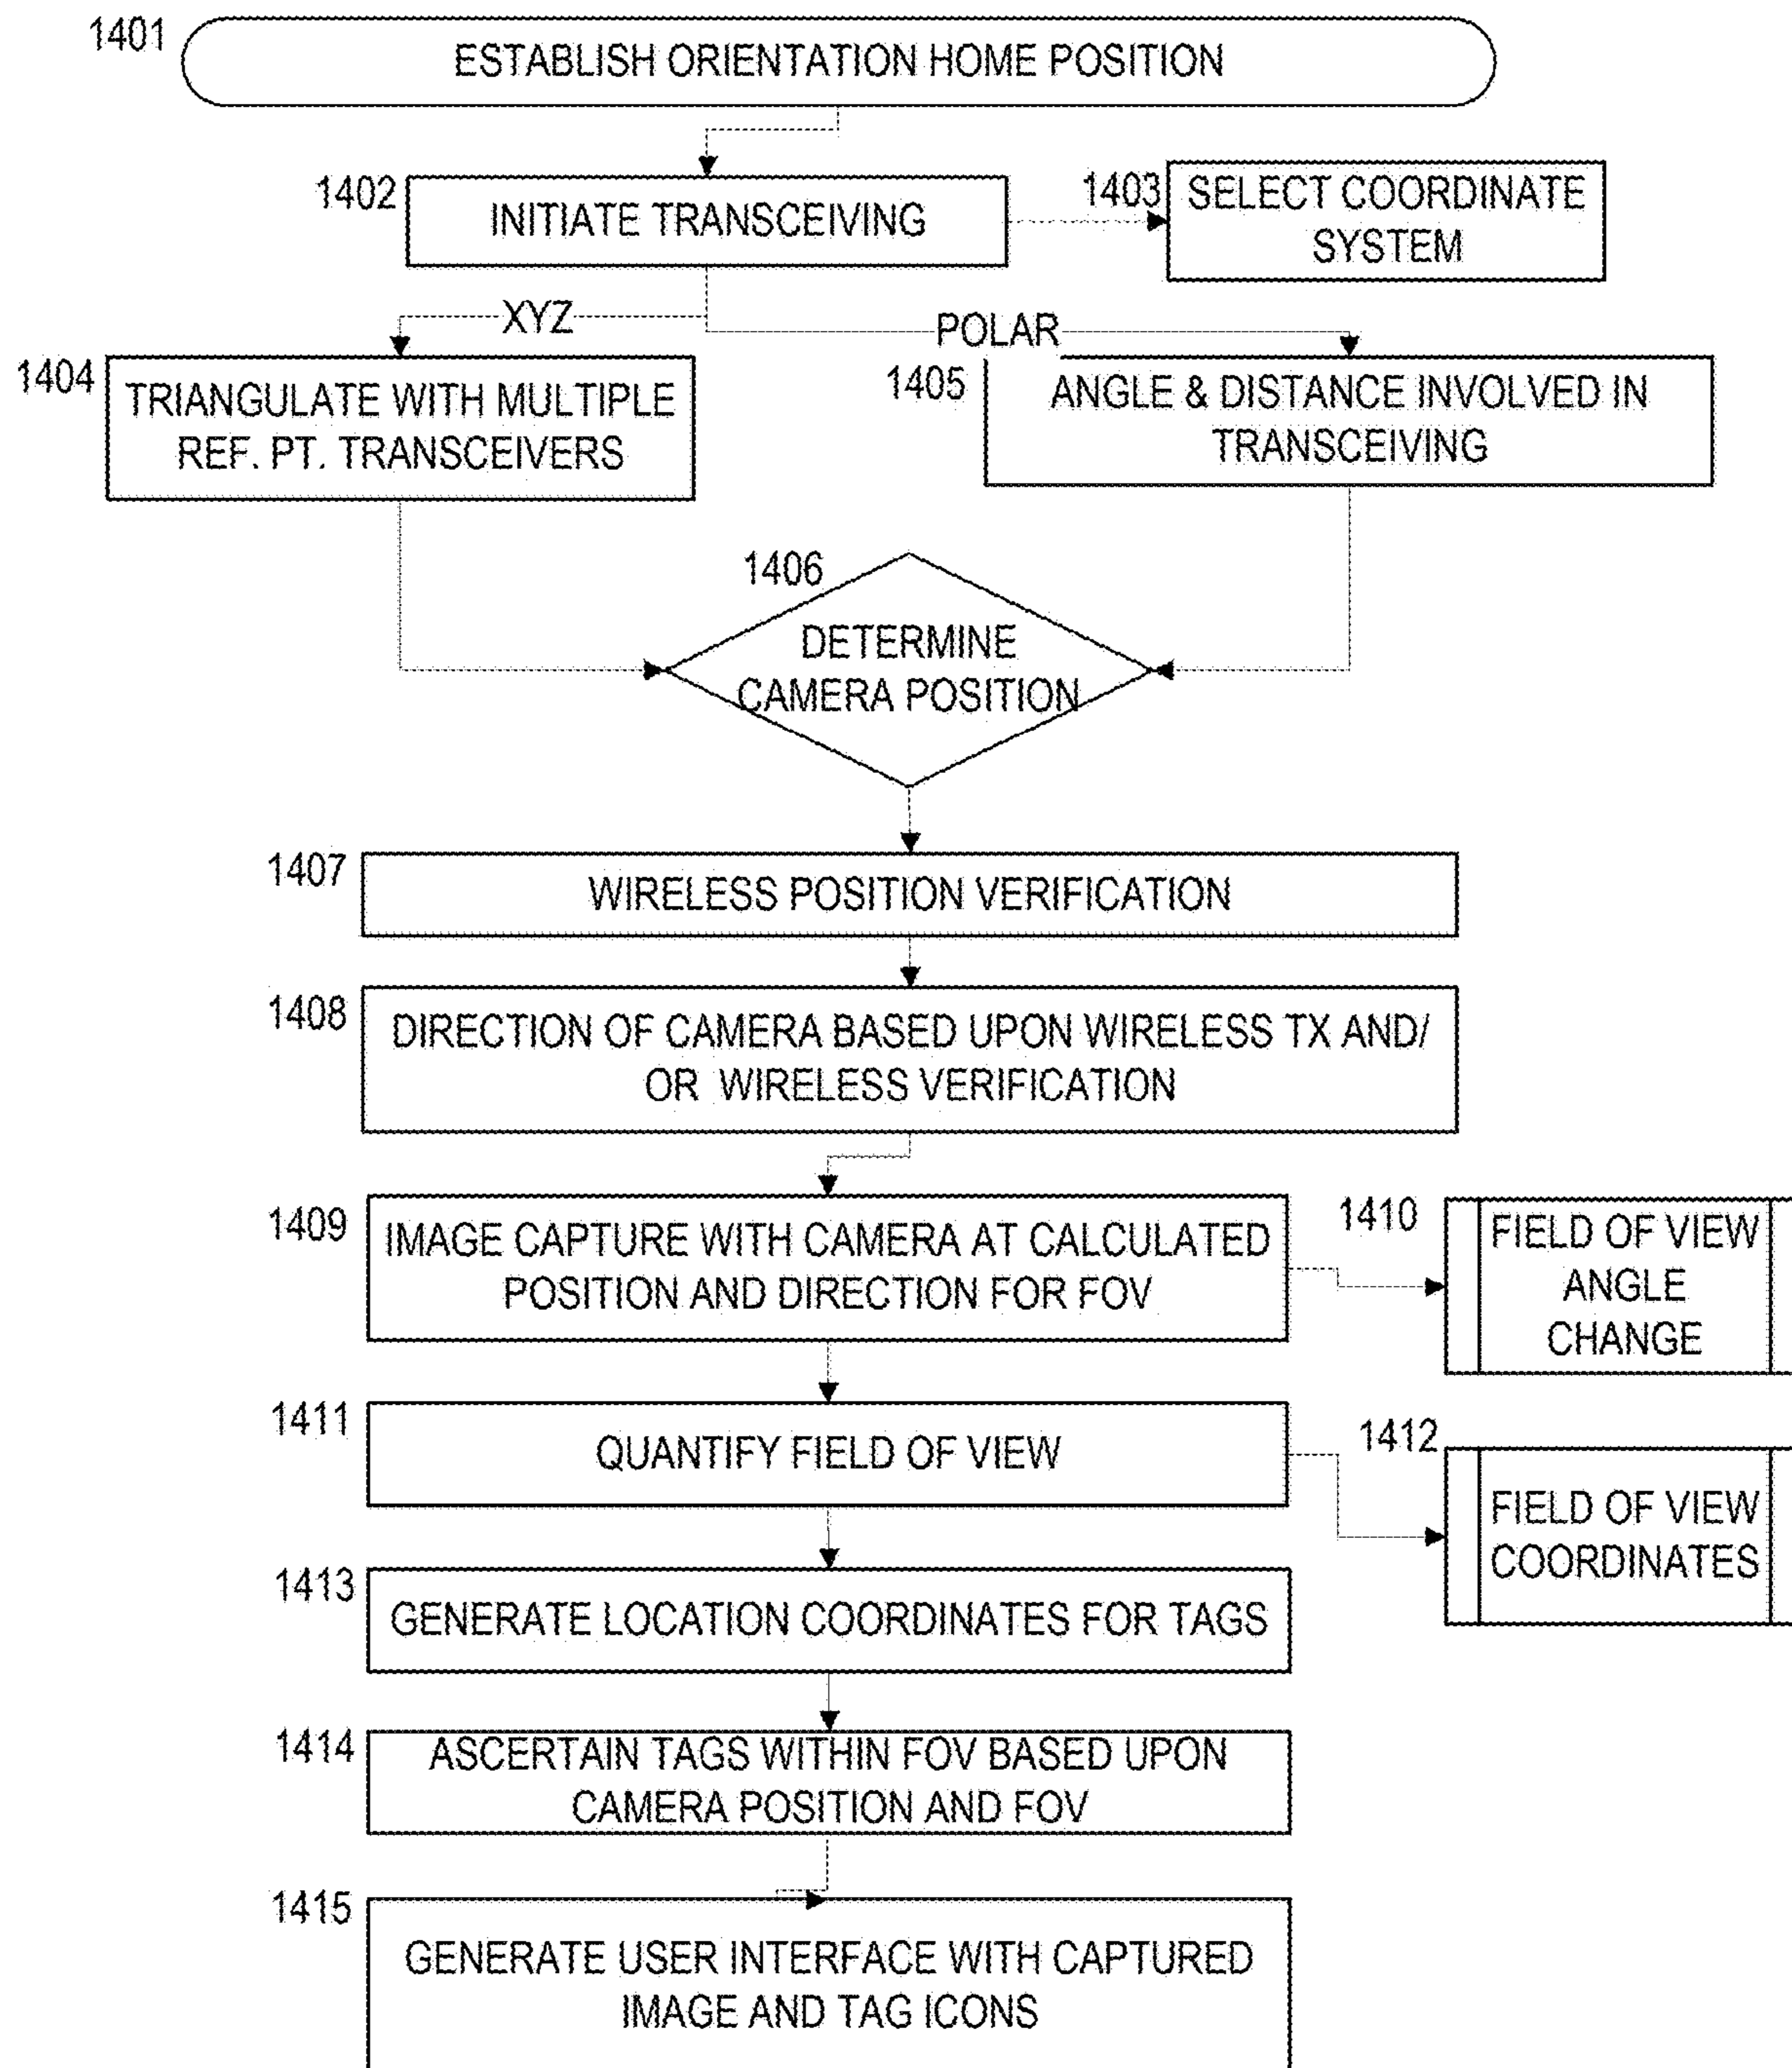 1401
ESTABLISH ORIENTATION HOME POSITION
1402
INITIATE TRANSCEIVING
1403
SELECT COORDINATE
SYSTEM
XYZ
POLAR
1404
TRIANGULATE WITH MULTIPLE
REF. PT. TRANSCEIVERS
1405
ANGLE & DISTANCE INVOLVED IN
TRANSCEIVING
1406
DETERMINE
CAMERA POSITION
1407
WIRELESS POSITION VERIFICATION
1408
DIRECTION OF CAMERA BASED UPON WIRELESS TX AND/
OR WIRELESS VERIFICATION
1409
IMAGE CAPTURE WITH CAMERA AT CALCULATED
POSITION AND DIRECTION FOR FOV
1410
FIELD OF VIEW
ANGLE
CHANGE
1411
QUANTIFY FIELD OF VIEW
1412
FIELD OF VIEW
COORDINATES
1413
GENERATE LOCATION COORDINATES FOR TAGS
1414
ASCERTAIN TAGS WITHIN FOV BASED UPON
CAMERA POSITION AND FOV
1415
GENERATE USER INTERFACE WITH CAPTURED
IMAGE AND TAG ICONS